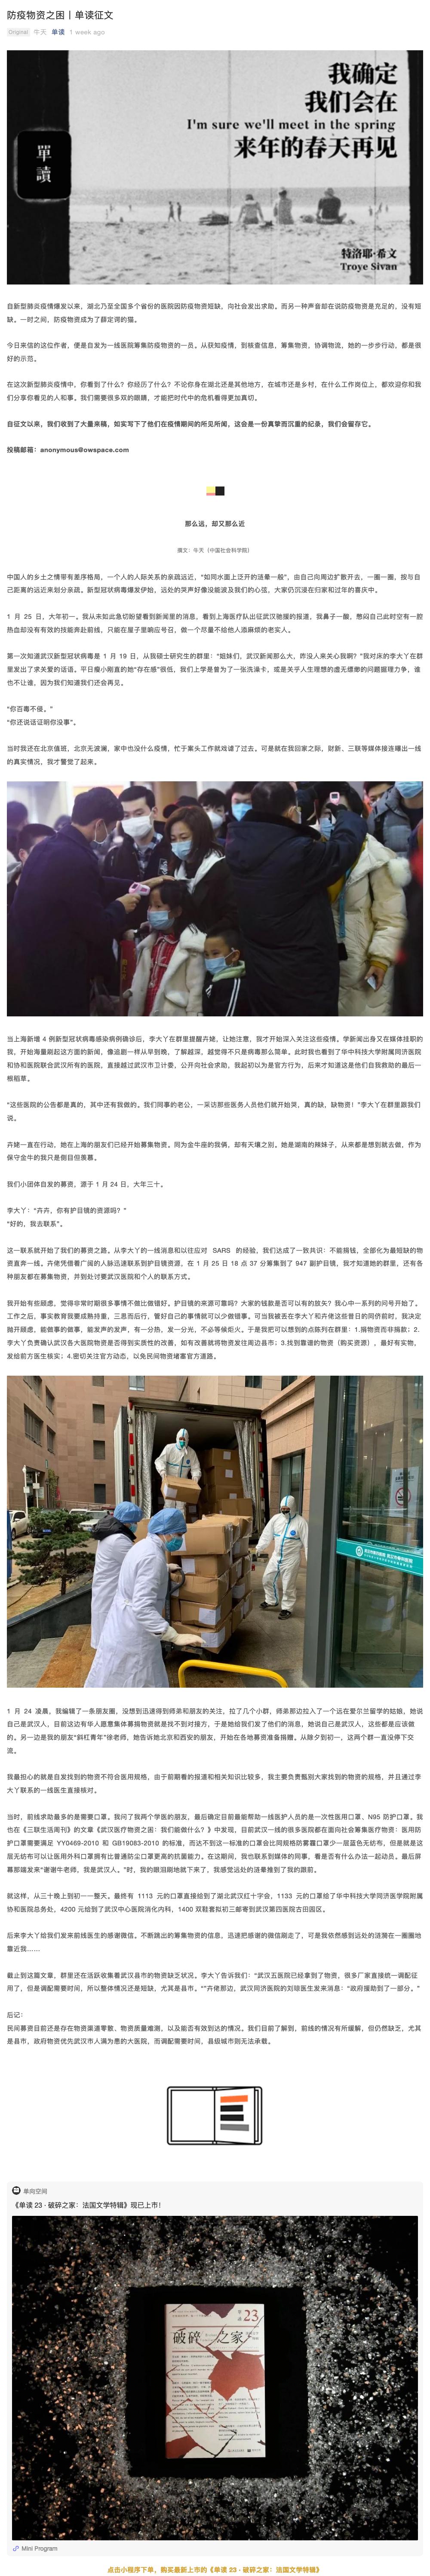 防疫物资之困丨单读征文
Original 牛天 单读 1 week ago
單讀
我确定
我们会在
I'm sure we'll meet in the spring
来年的春天再见
特洛耶·希文
Troye Sivan
自新型肺炎疫情爆发以来，湖北乃至全国多个省份的医院因防疫物资短缺，向社会发出求助。而另一种声音却在说防疫物资是充足的，没有短
缺。一时之间，防疫物资成为了薛定谔的猫。
今日来信的这位作者，便是自发为一线医院筹集防疫物资的一员。从获知疫情，到核查信息，筹集物资，协调物流，她的一步步行动，都是很
好的示范。
在这次新型肺炎疫情中，你看到了什么？你经历了什么？不论你身在湖北还是其他地方，在城市还是乡村，在什么工作岗位上，都欢迎你和我
们分享你看见的人和事。我们需要很多双的眼睛，才能把时代中的危机看得更加真切。
自征文以来，我们收到了大量来稿，如实写下了他们在疫情期间的所见所闻，这会是一份真挚而沉重的纪录，我们会留存它。
投稿邮箱：anonymous@owspace.com
那么远，却又那么近
撰文：牛天（中国社会科学院）
中国人的乡土之情带有差序格局，一个人的人际关系的亲疏远近，“如同水面上泛开的涟晕一般”，由自己向周边扩散开去，一圈一圈，按与自
己距离的远近来划分亲疏。新型冠状病毒爆发伊始，远处的哭声好像没能波及我们的心弦，大家仍沉浸在归家和过年的喜庆中。
1 月 25 日，大年初一。我从未如此急切盼望看到新闻里的消息，看到上海医疗队出征武汉驰援的报道，我鼻子一酸，憋闷自己此时空有一腔
热血却没有有效的技能奔赴前线，只能在屋子里响应号召，做一个尽量不给他人添麻烦的老实人。
第一次知道武汉新型冠状病毒是 1 月 19 日，从我硕士研究生的群里：“姐妹们，武汉新闻那么大，咋没人来关心我啊？”我对床的李大丫在群
里发出了求关爱的话语。平日瘦小刚直的她“存在感”很低，我们上学是曾为了一张洗澡卡，或是关乎人生理想的虚无缥缈的问题据理力争，谁
也不让谁，因为我们知道我们还会再见。
“你百毒不侵。”
“你还说话证明你没事”。
当时我还在北京值班，北京无波澜，家中也没什么疫情，忙于案头工作就戏谑了过去。可是就在我回家之际，财新、三联等媒体接连曝出一线
的真实情况，我才警觉了起来。
当上海新增 4 例新型冠状病毒感染病例确诊后，李大丫在群里提醒卉姥，让她注意，我才开始深入关注这些疫情。学新闻出身又在媒体挂职的
我，开始海量刷起这方面的新闻，像追剧一样从早到晚，了解越深，越觉得不只是病毒那么简单。此时我也看到了华中科技大学附属同济医院
和协和医院联合武汉所有的医院，直接越过武汉市卫计委，公开向社会求助，我起初以为是官方行为，后来才知道这是他们自我救助的最后一
根稻草。
“这些医院的公告都是真的，其中还有我做的。我们同事的老公，一采访那些医务人员他们就开始哭，真的缺，缺物资！”李大丫在群里跟我们
说。
卉姥一直在行动，她在上海的朋友们已经开始募集物资。同为金牛座的我俩，却有天壤之别。她是湖南的辣妹子，从来都是想到就去做，作为
保守金牛的我只是侧目但羡慕。
我们小团体自发的募资，源于 1 月 24 日，大年三十。
李大丫：“卉卉，你有护目镜的资源吗？”
“好的，我去联系”。
这一联系就开始了我们的募资之路。从李大丫的一线消息和以往应对 SARS 的经验，我们达成了一致共识：不能捐钱，全部化为最短缺的物
资直奔一线。卉佬凭借着广阔的人脉迅速联系到护目镜资源，在 1 月 25 日 18 点 37 分筹集到了 947 副护目镜，我才知道她的群里，还有各
种朋友都在募集物资，并到处讨要武汉医院和个人的联系方式。
我开始有些顾虑，觉得非常时期很多事情不做比做错好。护目镜的来源可靠吗？大家的钱款是否可以有的放矢？我心中一系列的问号开始了。
工作之后，事实教育我要成熟持重，三思而后行，管好自己的事情就可以少做错事。可当我被丢在李大丫和卉佬这些昔日的同侪前时，我决定
抛开顾虑，能做事的做事，能发声的发声，有一分热，发一分光，不必等候炬火。于是我把可以想到的点陈列在群里：1.捐物资而非捐款；2.
李大丫负责确认武汉各大医院物资是否得到实质性的改善，如有改善就将物资发往周边县市；3.找到靠谱的物资（购买资源），最好有实物，
发给前方医生核实；4.密切关注官方动态，以免民间物资堵塞官方通路。
1 月 24 凌晨，我编辑了一条朋友圈，没想到迅速得到师弟和朋友的关注，拉了几个小群，师弟那边拉入了一个远在爱尔兰留学的姑娘，她说
自己是武汉人，目前这边有华人愿意集体募捐物资就是找不到对接方，于是她给我们发了他们的消息，她说自己是武汉人，这些都是应该做
的。另一边是我的朋友“斜杠青年”徐老师，她告诉她北京和西安的朋友，开始在各地募资准备捐赠。从除夕到初一，这两个群一直没停下交
流。
我最担心的就是自发找到的物资不符合医用规格，由于前期看的报道和相关知识比较多，我主要负责甄别大家找到的物资的规格，并且通过李
大丫联系的一线医生直接核对。
当时，前线求助最多的是需要口罩。我问了我两个学医的朋友，最后确定目前最能帮助一线医护人员的是一次性医用口罩、N95 防护口罩。我
也在《三联生活周刊》的文章《武汉医疗物资之困：我们能做什么？》中发现，目前武汉一线的很多医院都在面向社会筹集医疗物资：医用防
护口罩需要满足 YY0469-2010 和 GB19083-2010 的标准，而达不到这一标准的口罩会比同规格防雾霾口罩少一层蓝色无纺布，但是就是这
层无纺布可以让医用外科口罩拥有比普通防尘口罩更高的抗菌能力。在这期间，我也联系到媒体的同事，看是否有什么办法一起动员。最后屏
幕那端发来“谢谢牛老师，我是武汉人。”时，我的眼泪唰地就下来了，我感觉远处的涟晕推到了我的跟前。
就这样，从三十晚上到初一一整天。最终有 1113 元的口罩直接给到了湖北武汉红十字会，1133 元的口罩给了华中科技大学同济医学院附属
协和医院总务处，4200 元给到了武汉中心医院消化内科，1400 双鞋套拟初三邮寄到武汉第四医院古田园区。
后来李大丫给我们发来前线医生的感谢微信。不断跳出的筹集物资的信息，迅速把感谢的微信刷走了，可是我依然感到远处的涟漪在一圈圈地
靠近我……
截止到这篇文章，群里还在活跃收集着武汉县市的物资缺乏状况。李大丫告诉我们：“武汉五医院已经拿到了物资，很多厂家直接统一调配征
用了，但是调配需要时间，所以整体情况还是短缺，尤其是县市。”“卉佬那边，武汉同济医院的刘琼医生发来消息：“政府援助到了一部分。”
后记：
民间募资目前还是存在物资渠道零散，物资质量难测，以及能否有效到达的情况。我们目前了解到，前线的情况有所缓解，但仍然缺乏，尤其
是县市，政府物资优先武汉市人满为患的大医院，而调配需要时间，县级城市则无法承载。
单向空间
《单读 23 · 破碎之家：法国文学特辑》现已上市！
23
破碎之家
Mini Program
点击小程序下单，购买最新上市的《单读 23 · 破碎之家：法国文学特辑》